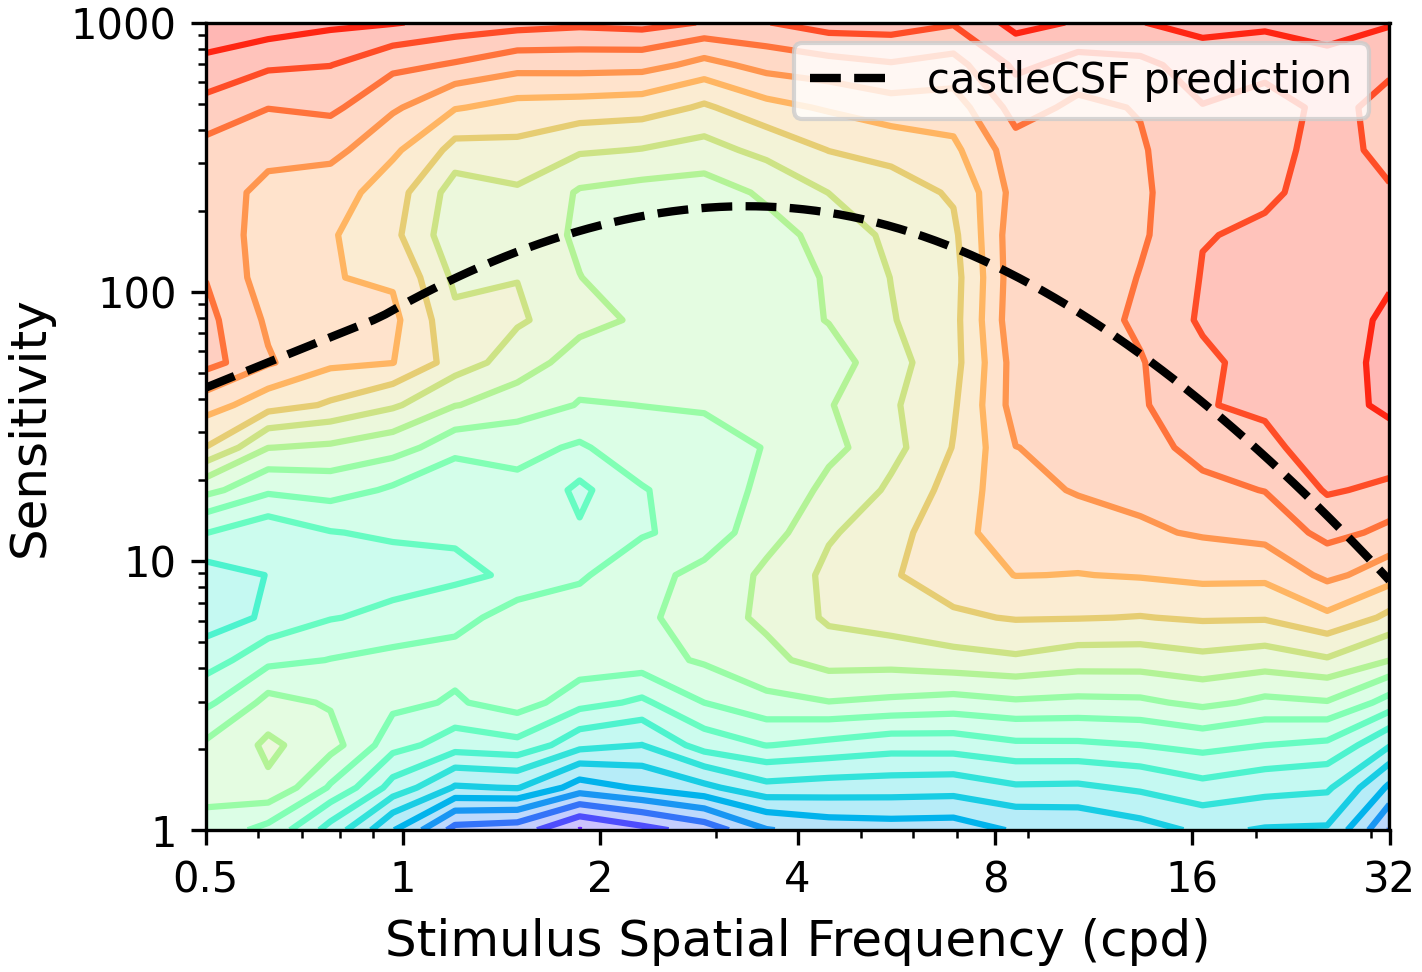 1000
castleCSF prediction
100
Sensitivity
10
1
0.5 1 2 4 8 16 32
Stimulus Spatial Frequency (cpd)